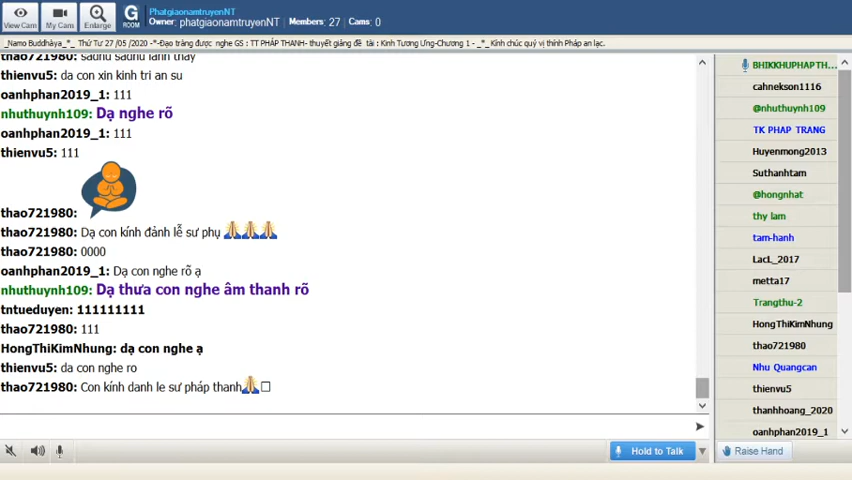 View Cam
My Cam
Enlarge
G
ROOM
PhatgiaonamtruyenNT
Owner: phatgiaonamtruyenNT Members: 27 Cams: 0
_Namo Buddhàya_*_ Thứ Tư 27 /05 /2020 -*-Đạo tràng được nghe GS : TT PHÁP THANH- thuyết giảng đề tài : Kinh Tương Ưng-Chương 1 - _*_ Kính chúc quý vị thính Pháp an lạc.
thao721980: sadhu sadhu lành thay
thienvu5: da con xin kinh tri an su
oanhphan2019_1: 111
nhuthuynh109: Dạ nghe rõ
oanhphan2019_1: 111
thienvu5: 111
thao721980:
thao721980: Dạ con kính đảnh lễ sư phụ
thao721980: 0000
oanhphan2019_1: Dạ con nghe rõ ạ
nhuthuynh109: Dạ thưa con nghe âm thanh rõ
tntueduyen: 111111111
thao721980: 111
HongThiKimNhung: dạ con nghe ạ
thienvu5: da con nghe ro
thao721980: Con kính danh le sư pháp thanh
BHIKKHUPHAPTH...
cahnekson1116
@nhuthuynh109
TK PHAP TRANG
Huyenmong2013
Suthanhtam
@hongnhat
thy lam
tam-hanh
LacL_2017
metta17
Trangthu-2
HongThiKimNhung
thao721980
Nhu Quangcan
thienvu5
thanhhoang_2020
oanhphan2019_1
Hold to Talk
Raise Hand